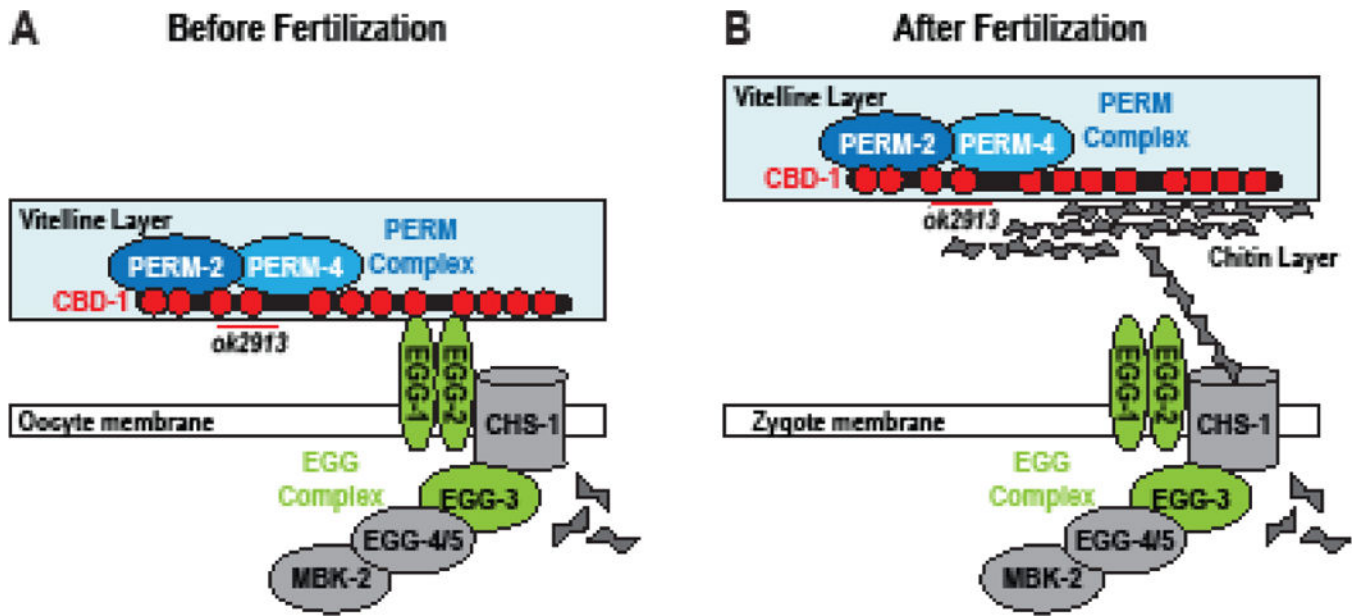 A
Before Fertilization
Vitelline Layer
PERM
Complex
PERM-2
PERM-4
CBD-1
ok2913
EGG-1
EGG-2
CHS-1
Oocyte membrane
EGG
Complex
EGG-3
EGG-4/5
MBK-2
B
After Fertilization
Vitelline Layer
PERM
Complex
PERM-2
PERM-4
CBD-1
ok2913
Chitin Layer
EGG-1
EGG-2
CHS-1
Zygote membrane
EGG
Complex
EGG-3
EGG-4/5
MBK-2